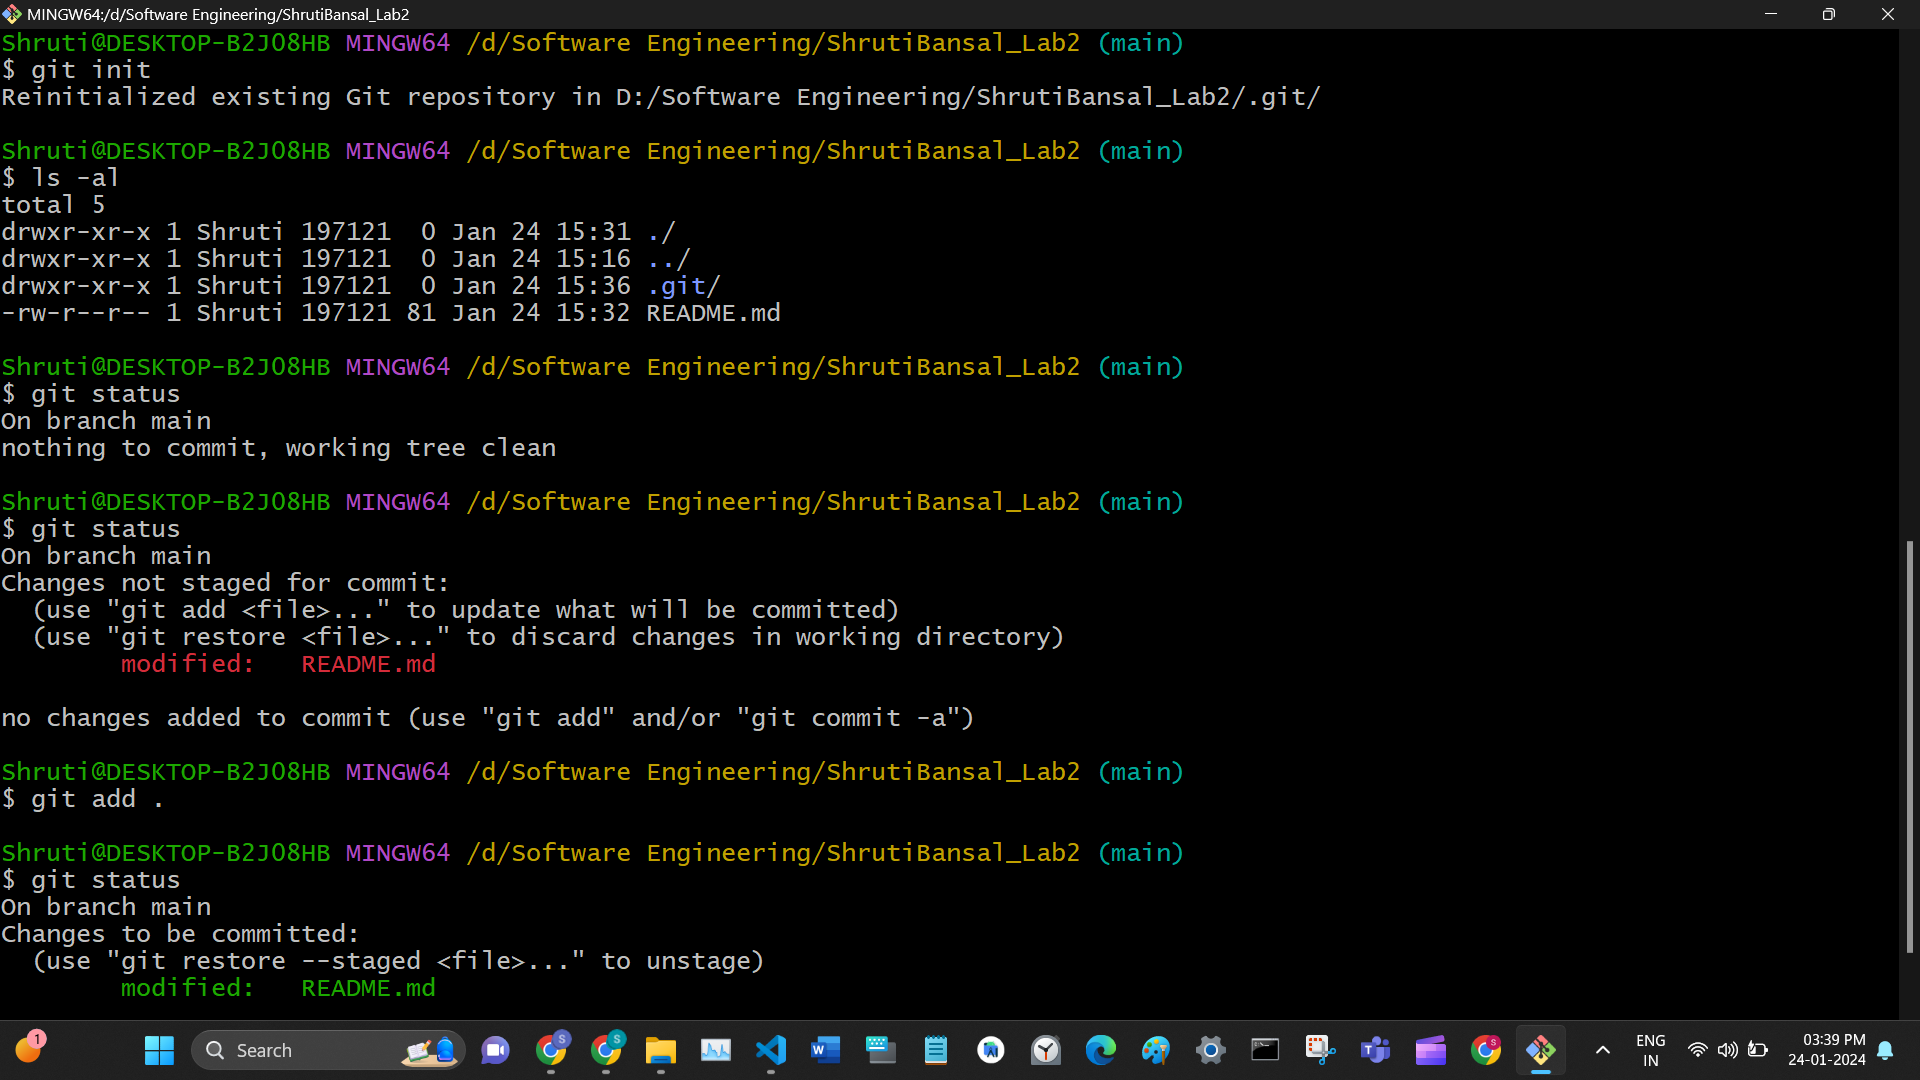 MINGW64:/d/Software Engineering/ShrutiBansal_Lab2
Shruti@DESKTOP-B2J08HB MINGW64 /d/Software Engineering/ShrutiBansal_Lab2 (main)
$ git init
Reinitialized existing Git repository in D:/Software Engineering/ShrutiBansal_Lab2/.git/

Shruti@DESKTOP-B2J08HB MINGW64 /d/Software Engineering/ShrutiBansal_Lab2 (main)
$ ls -al
total 5
drwxr-xr-x 1 Shruti 197121  0 Jan 24 15:31 ./
drwxr-xr-x 1 Shruti 197121  0 Jan 24 15:16 ../
drwxr-xr-x 1 Shruti 197121  0 Jan 24 15:36 .git/
-rw-r--r-- 1 Shruti 197121 81 Jan 24 15:32 README.md

Shruti@DESKTOP-B2J08HB MINGW64 /d/Software Engineering/ShrutiBansal_Lab2 (main)
$ git status
On branch main
nothing to commit, working tree clean

Shruti@DESKTOP-B2J08HB MINGW64 /d/Software Engineering/ShrutiBansal_Lab2 (main)
$ git status
On branch main
Changes not staged for commit:
  (use "git add <file>..." to update what will be committed)
  (use "git restore <file>..." to discard changes in working directory)
        modified:   README.md

no changes added to commit (use "git add" and/or "git commit -a")

Shruti@DESKTOP-B2J08HB MINGW64 /d/Software Engineering/ShrutiBansal_Lab2 (main)
$ git add .

Shruti@DESKTOP-B2J08HB MINGW64 /d/Software Engineering/ShrutiBansal_Lab2 (main)
$ git status
On branch main
Changes to be committed:
  (use "git restore --staged <file>..." to unstage)
        modified:   README.md
1
Search
S
S
W
AI
T
S
ENG
IN
03:39 PM
24-01-2024